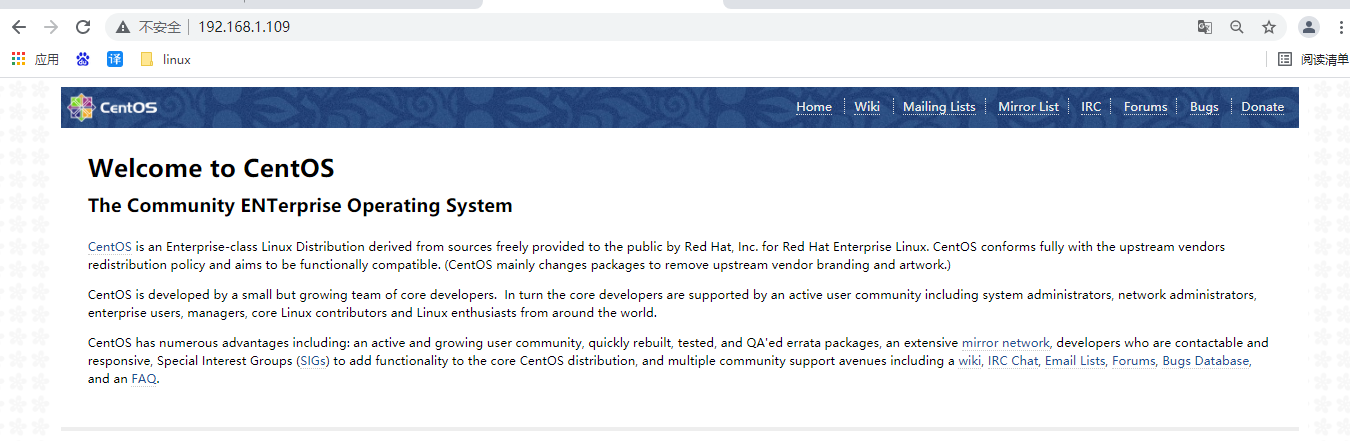 不安全 192.168.1.109
应用 译 linux 阅读清单
CentOS Home Wiki Mailing Lists Mirror List IRC Forums Bugs Donate
Welcome to CentOS
The Community ENTerprise Operating System
CentOS is an Enterprise-class Linux Distribution derived from sources freely provided to the public by Red Hat, Inc. for Red Hat Enterprise Linux. CentOS conforms fully with the upstream vendors
redistribution policy and aims to be functionally compatible. (CentOS mainly changes packages to remove upstream vendor branding and artwork.)
CentOS is developed by a small but growing team of core developers.  In turn the core developers are supported by an active user community including system administrators, network administrators,
enterprise users, managers, core Linux contributors and Linux enthusiasts from around the world.
CentOS has numerous advantages including: an active and growing user community, quickly rebuilt, tested, and QA'ed errata packages, an extensive mirror network, developers who are contactable and
responsive, Special Interest Groups (SIGs) to add functionality to the core CentOS distribution, and multiple community support avenues including a wiki, IRC Chat, Email Lists, Forums, Bugs Database,
and an FAQ.